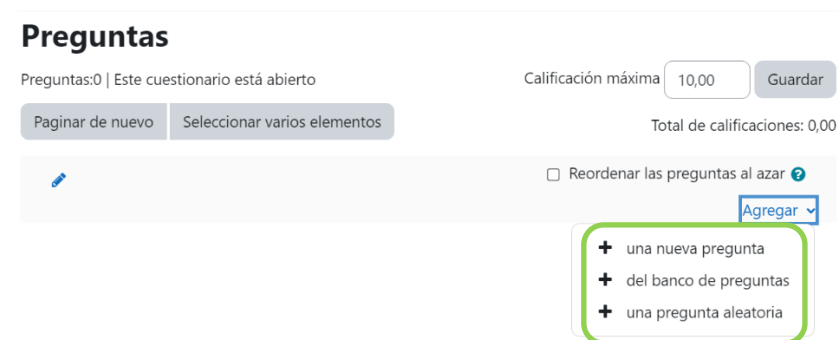 Preguntas
Preguntas:0 | Este cuestionario está abierto
Calificación máxima 10,00 Guardar
Paginar de nuevo Seleccionar varios elementos
Total de calificaciones: 0,00
Reordenar las preguntas al azar ?
Agregar
+ una nueva pregunta
+ del banco de preguntas
+ una pregunta aleatoria